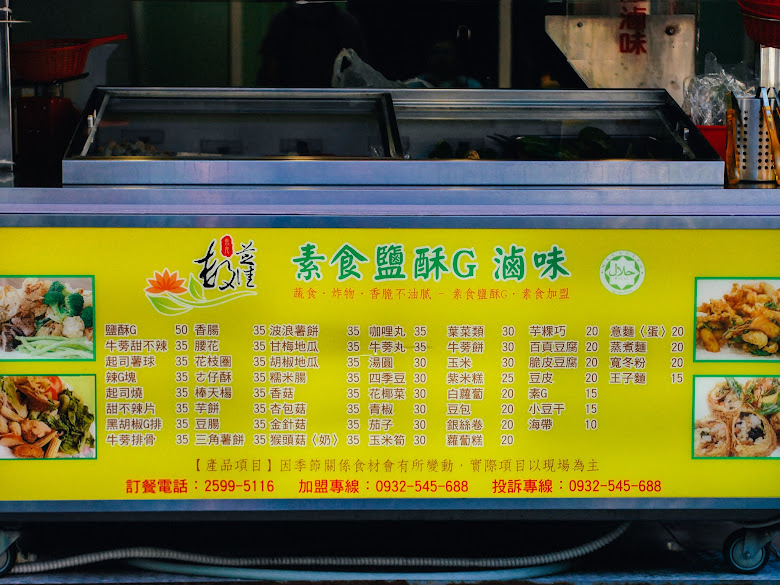 滷味
素食鹽酥G 滷味
حلال
蔬食．炸物．香脆不油膩 - 素食鹽酥G．素食加盟
鹽酥G 50 香腸 35 波浪薯餅 35 咖哩丸 35 葉菜類 30 芋粿巧 20 意麵〈蛋〉20
牛蒡甜不辣 35 腰花 35 甘梅地瓜 35 牛蒡丸 35 牛蒡餅 30 百頁豆腐 20 蒸煮麵 20
起司薯球 35 花枝圈 35 胡椒地瓜 35 湯圓 30 玉米 30 脆皮豆腐 20 寬冬粉 20
辣G塊 35 古仔酥 35 糯米腸 35 四季豆 30 紫米糕 25 豆皮 20 王子麵 15
起司燒 35 棒天楊 35 香菇 35 花椰菜 30 白蘿蔔 20 素G 15
甜不辣片 35 芋餅 35 杏包菇 35 青椒 30 豆包 20 小豆干 15
黑胡椒G排 35 豆腸 35 金針菇 35 茄子 30 銀絲卷 20 海帶 10
牛蒡排骨 35 三角薯餅 35 猴頭菇〈奶〉35 玉米筍 30 蘿蔔糕 20
【產品項目】因季節關係食材會有所變動，實際項目以現場為主
訂餐電話：2599-5116 加盟專線：0932-545-688 投訴專線：0932-545-688